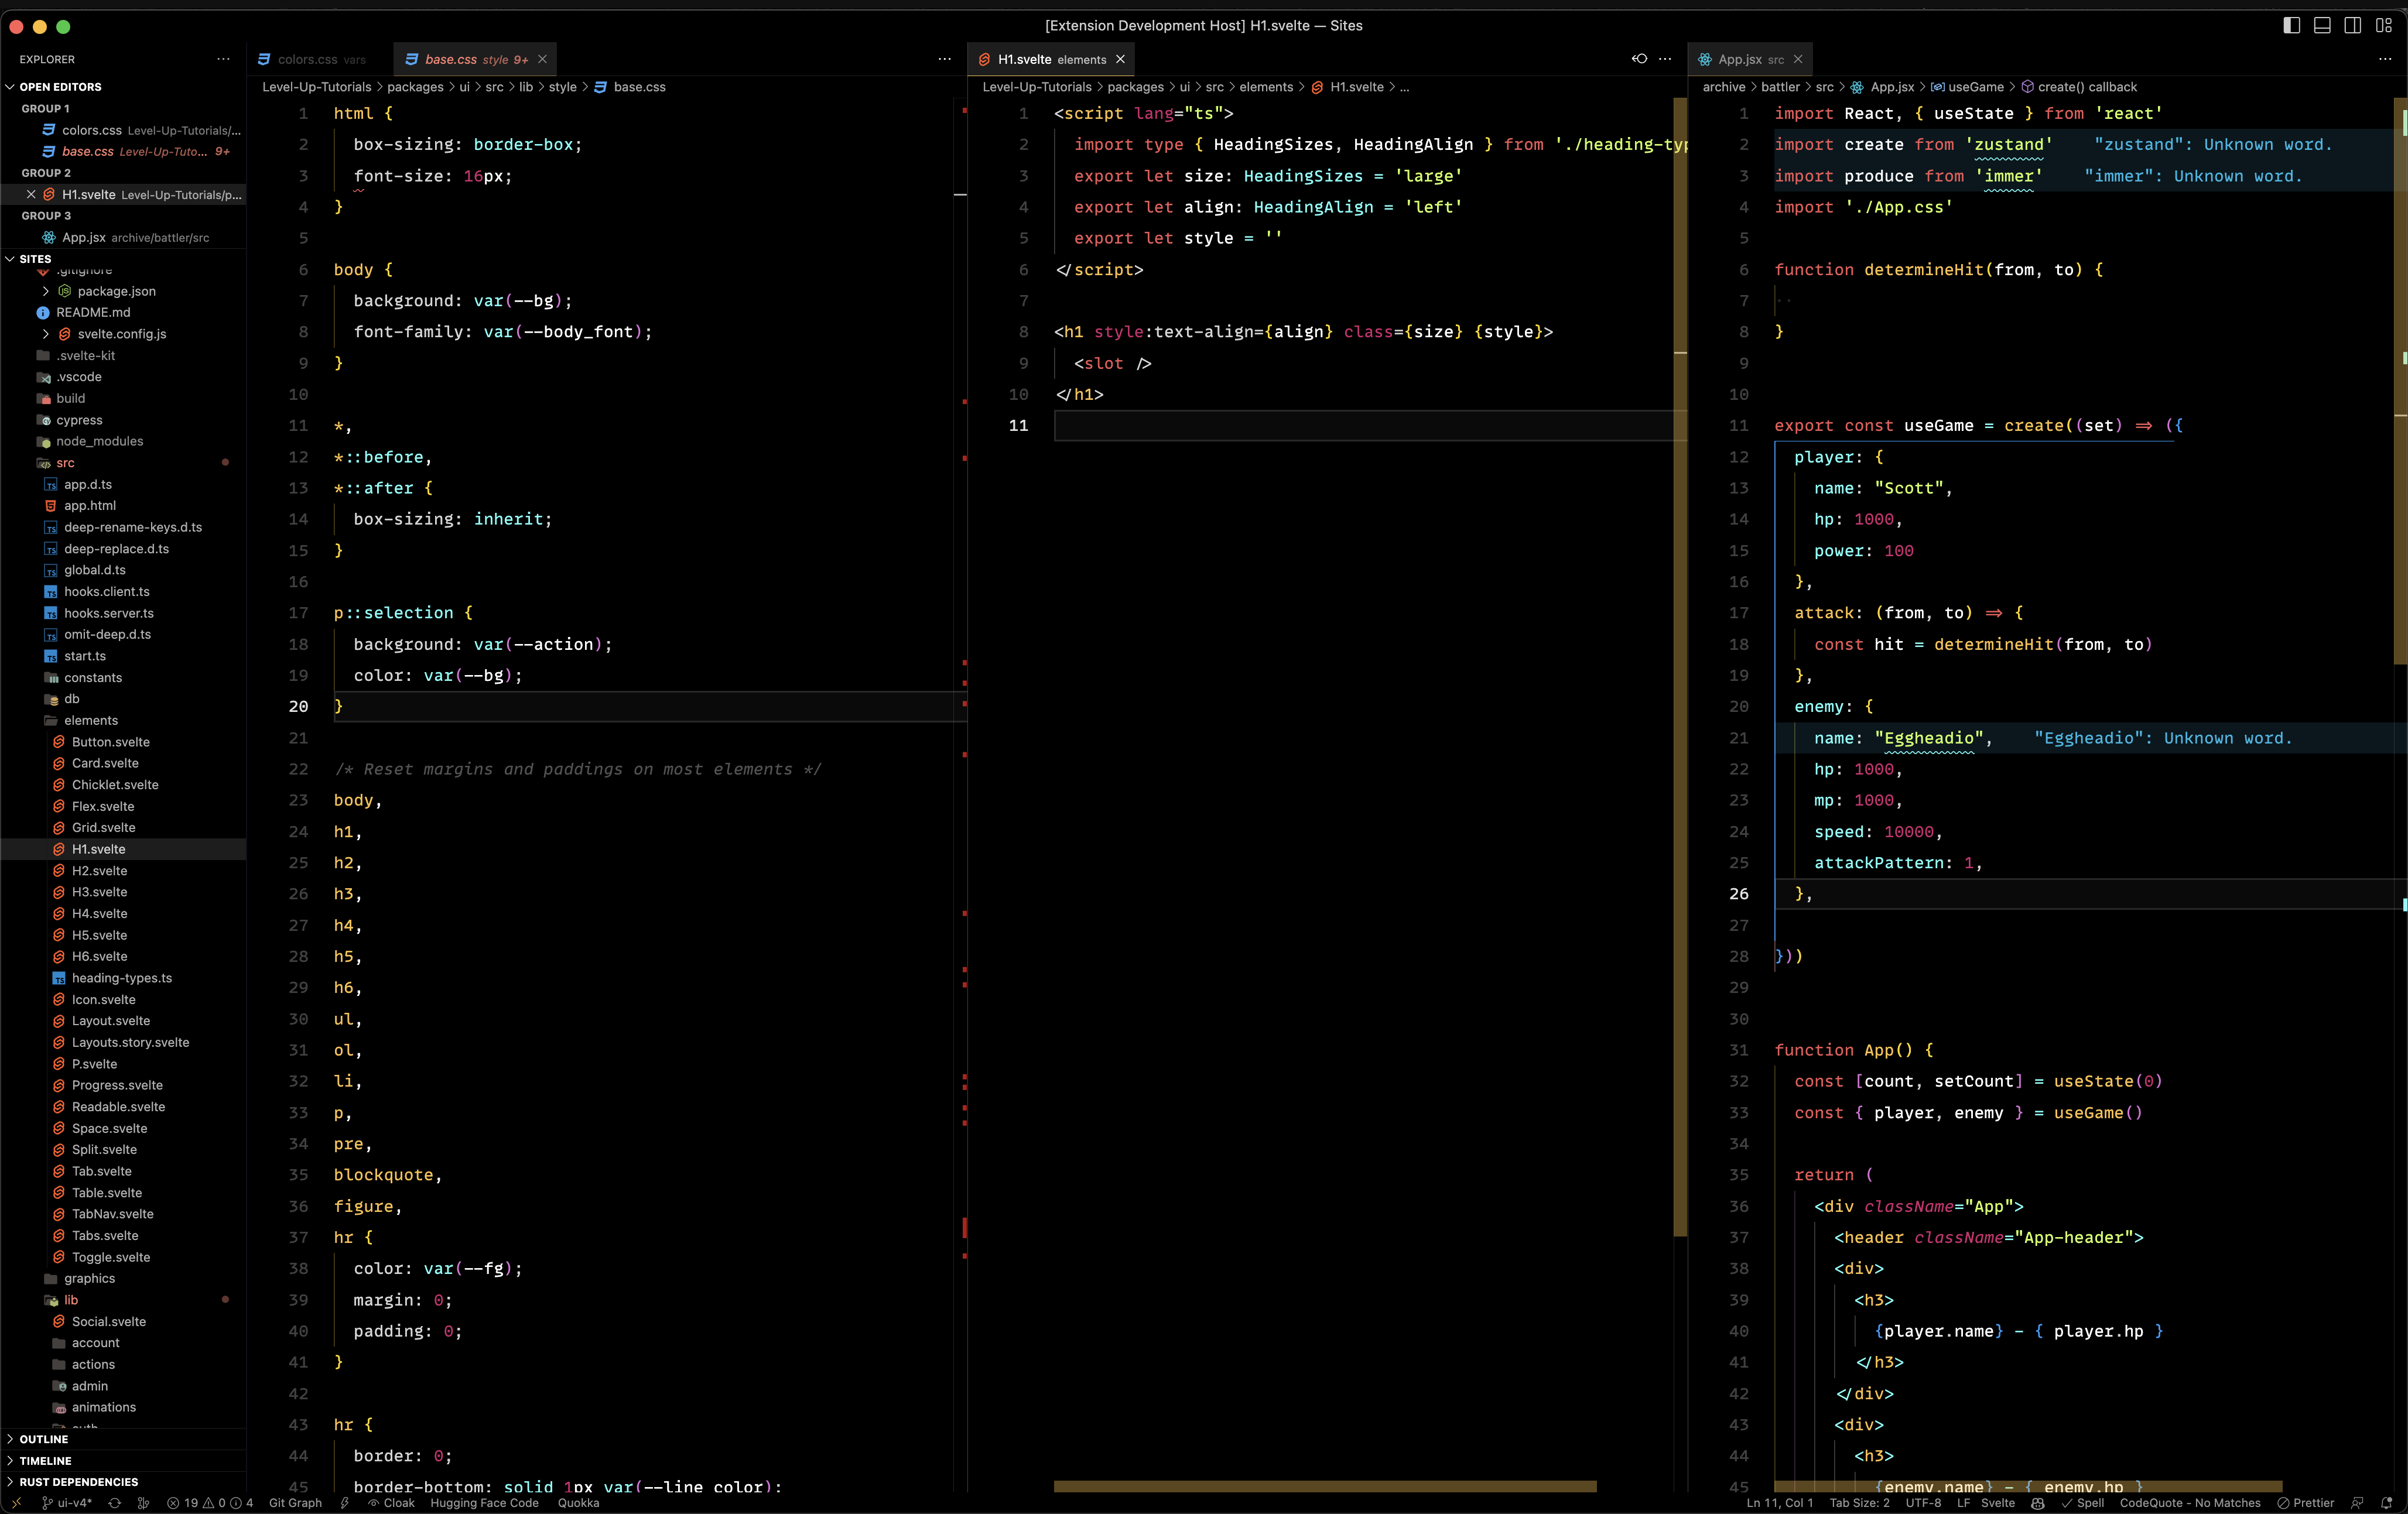 [Extension Development Host] H1.svelte — Sites
EXPLORER
OPEN EDITORS
GROUP 1
colors.css Level-Up-Tutorials/...
base.css Level-Up-Tuto... 9+
GROUP 2
H1.svelte Level-Up-Tutorials/p...
GROUP 3
App.jsx archive/battler/src
SITES
.gitignore
package.json
README.md
svelte.config.js
.svelte-kit
.vscode
build
cypress
node_modules
src
app.d.ts
app.html
deep-rename-keys.d.ts
deep-replace.d.ts
global.d.ts
hooks.client.ts
hooks.server.ts
omit-deep.d.ts
start.ts
constants
db
elements
Button.svelte
Card.svelte
Chicklet.svelte
Flex.svelte
Grid.svelte
H1.svelte
H2.svelte
H3.svelte
H4.svelte
H5.svelte
H6.svelte
heading-types.ts
Icon.svelte
Layout.svelte
Layouts.story.svelte
P.svelte
Progress.svelte
Readable.svelte
Space.svelte
Split.svelte
Tab.svelte
Table.svelte
TabNav.svelte
Tabs.svelte
Toggle.svelte
graphics
lib
Social.svelte
account
actions
admin
animations
OUTLINE
TIMELINE
RUST DEPENDENCIES
colors.css vars
base.css style 9+
Level-Up-Tutorials > packages > ui > src > lib > style > base.css
1 html {
2 box-sizing: border-box;
3 font-size: 16px;
4 }
5
6 body {
7 background: var(--bg);
8 font-family: var(--body_font);
9 }
10
11 *,
12 *::before,
13 *::after {
14 box-sizing: inherit;
15 }
16
17 p::selection {
18 background: var(--action);
19 color: var(--bg);
20 }
21
22 /* Reset margins and paddings on most elements */
23 body,
24 h1,
25 h2,
26 h3,
27 h4,
28 h5,
29 h6,
30 ul,
31 ol,
32 li,
33 p,
34 pre,
35 blockquote,
36 figure,
37 hr {
38 color: var(--fg);
39 margin: 0;
40 padding: 0;
41 }
42
43 hr {
44 border: 0;
45 border-bottom: solid 1px var(--line_color);
H1.svelte elements
Level-Up-Tutorials > packages > ui > src > elements > H1.svelte > ...
1 <script lang="ts">
2 import type { HeadingSizes, HeadingAlign } from './heading-typ
3 export let size: HeadingSizes = 'large'
4 export let align: HeadingAlign = 'left'
5 export let style = ''
6 </script>
7
8 <h1 style:text-align={align} class={size} {style}>
9 <slot />
10 </h1>
11
App.jsx src
archive > battler > src > App.jsx > useGame > create() callback
1 import React, { useState } from 'react'
2 import create from 'zustand' "zustand": Unknown word.
3 import produce from 'immer' "immer": Unknown word.
4 import './App.css'
5
6 function determineHit(from, to) {
7
8 }
9
10
11 export const useGame = create((set) => ({
12 player: {
13 name: "Scott",
14 hp: 1000,
15 power: 100
16 },
17 attack: (from, to) => {
18 const hit = determineHit(from, to)
19 },
20 enemy: {
21 name: "Eggheadio", "Eggheadio": Unknown word.
22 hp: 1000,
23 mp: 1000,
24 speed: 10000,
25 attackPattern: 1,
26 },
27
28 }))
29
30
31 function App() {
32 const [count, setCount] = useState(0)
33 const { player, enemy } = useGame()
34
35 return (
36 <div className="App">
37 <header className="App-header">
38 <div>
39 <h3>
40 {player.name} - { player.hp }
41 </h3>
42 </div>
43 <div>
44 <h3>
45 {enemy.name} - { enemy.hp }
ui-v4* 19 0 4 Git Graph Cloak Hugging Face Code Quokka Ln 11, Col 1 Tab Size: 2 UTF-8 LF Svelte Spell CodeQuote - No Matches Prettier